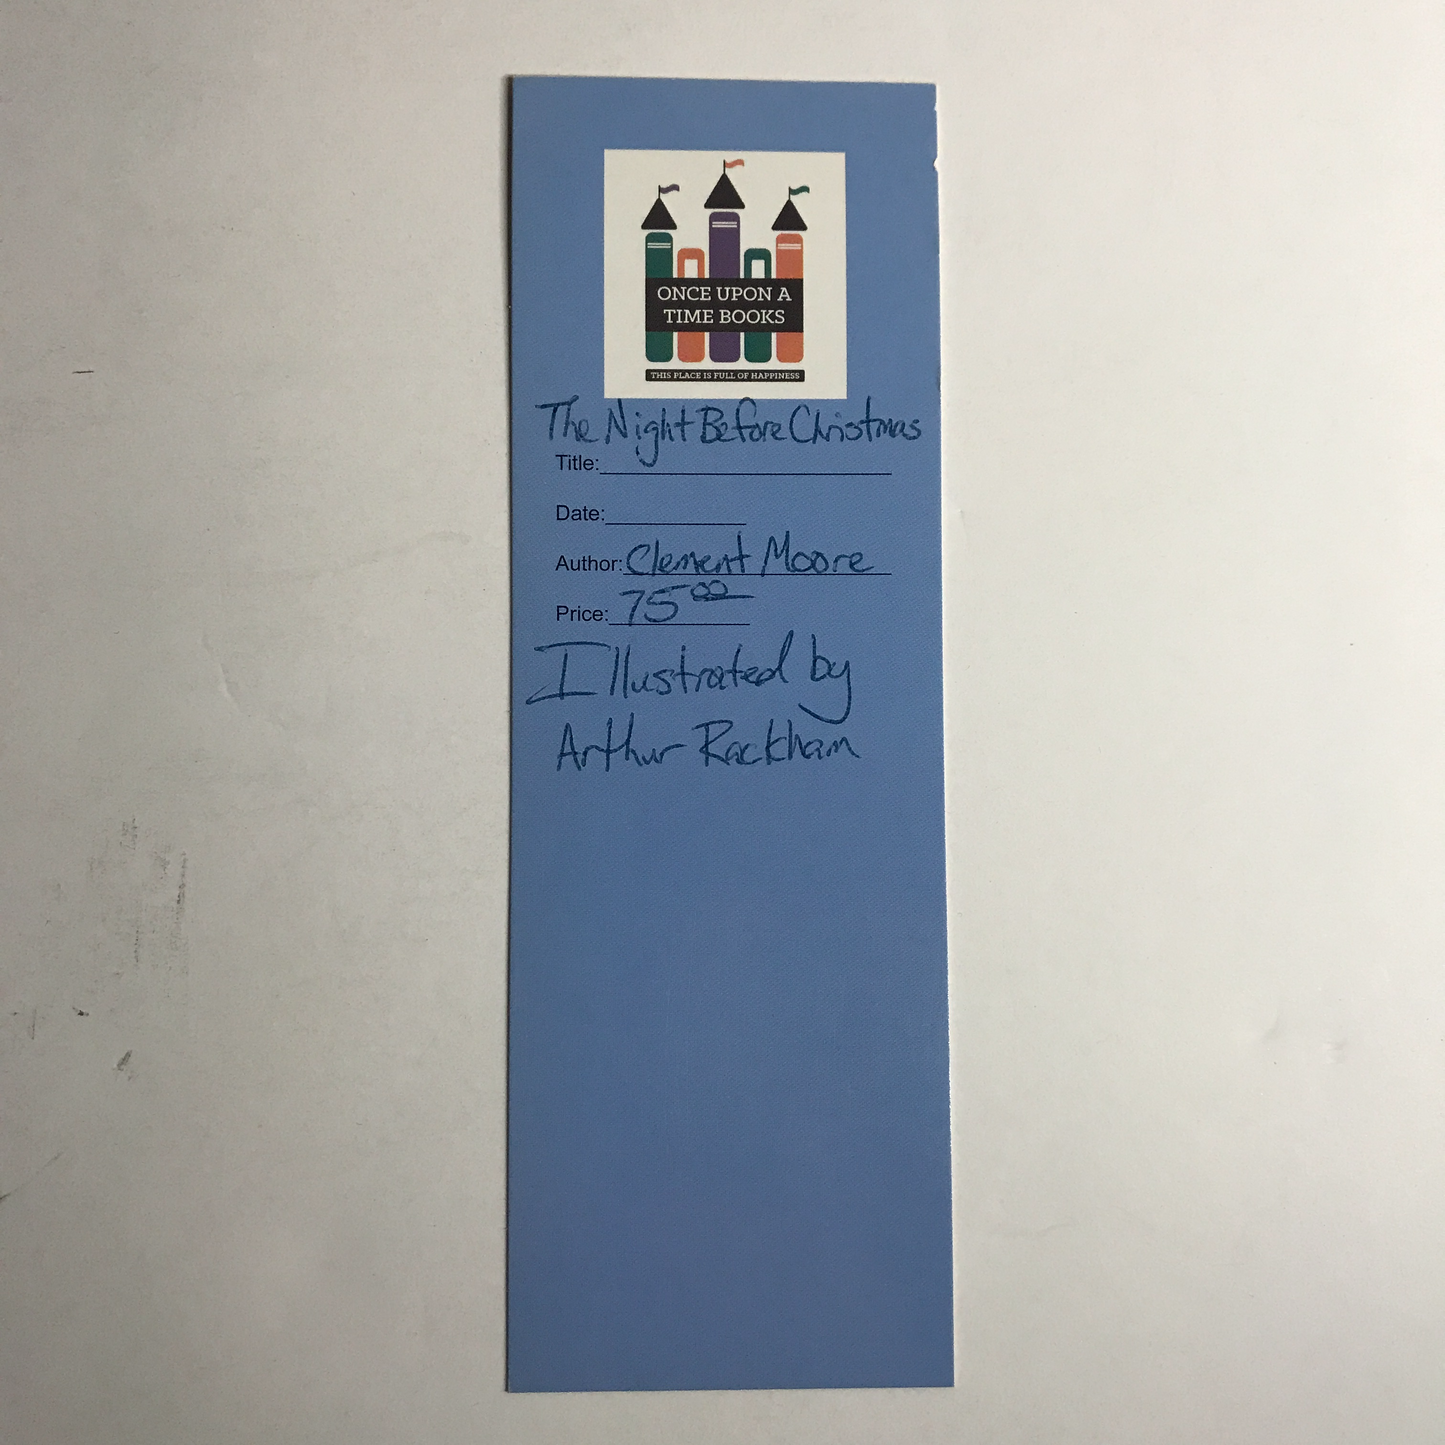 ONCE UPON A
TIME BOOKS
THIS PLACE IS FULL OF HAPPINESS
The Night Before Christmas
Title:
Date:
Author: Clement Moore
Price: 75 00
Illustrated by
Arthur Rackham